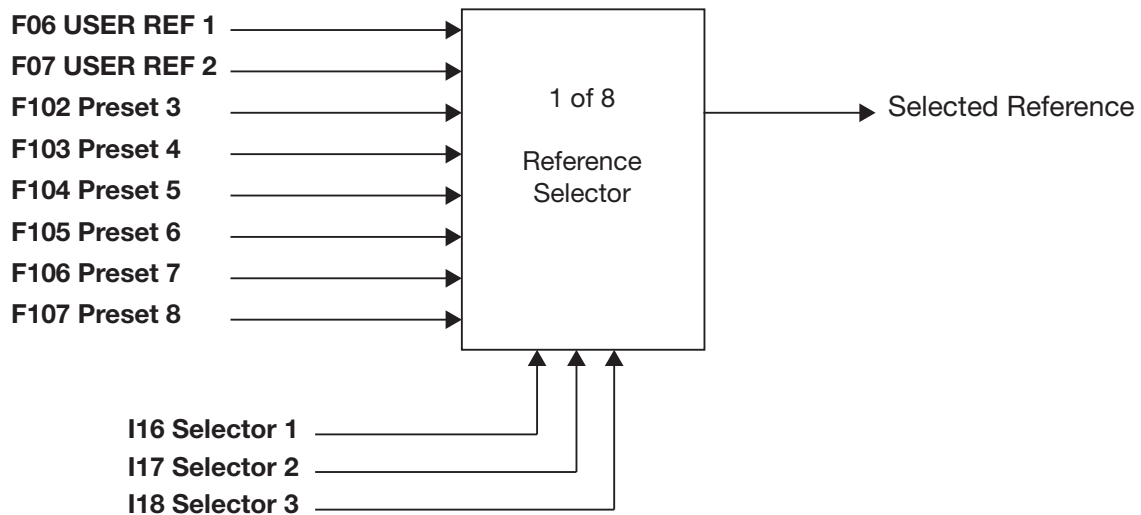 F06 USER REF 1
F07 USER REF 2
F102 Preset 3
F103 Preset 4
F104 Preset 5
F105 Preset 6
F106 Preset 7
F107 Preset 8
1 of 8
Reference
Selector
Selected Reference
I16 Selector 1
I17 Selector 2
I18 Selector 3